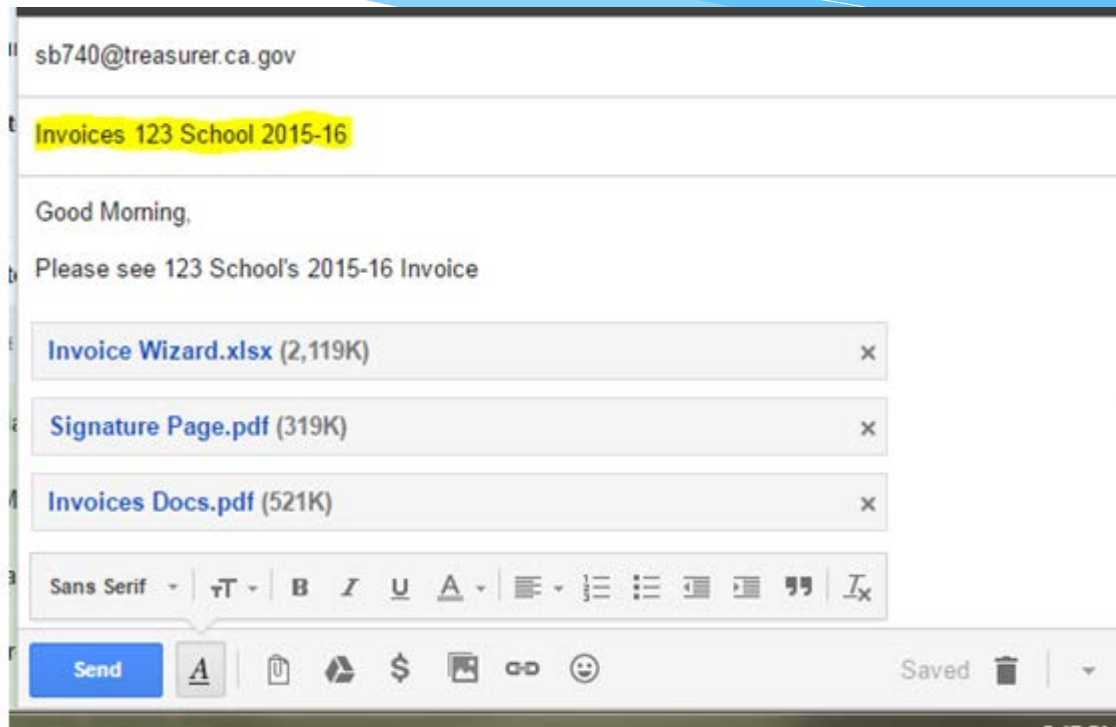 sb740@treasurer.ca.gov
Invoices 123 School 2015-16
Good Morning,
Please see 123 School's 2015-16 Invoice
Invoice Wizard.xlsx (2,119K)
Signature Page.pdf (319K)
Invoices Docs.pdf (521K)
Sans Serif
Send
Saved